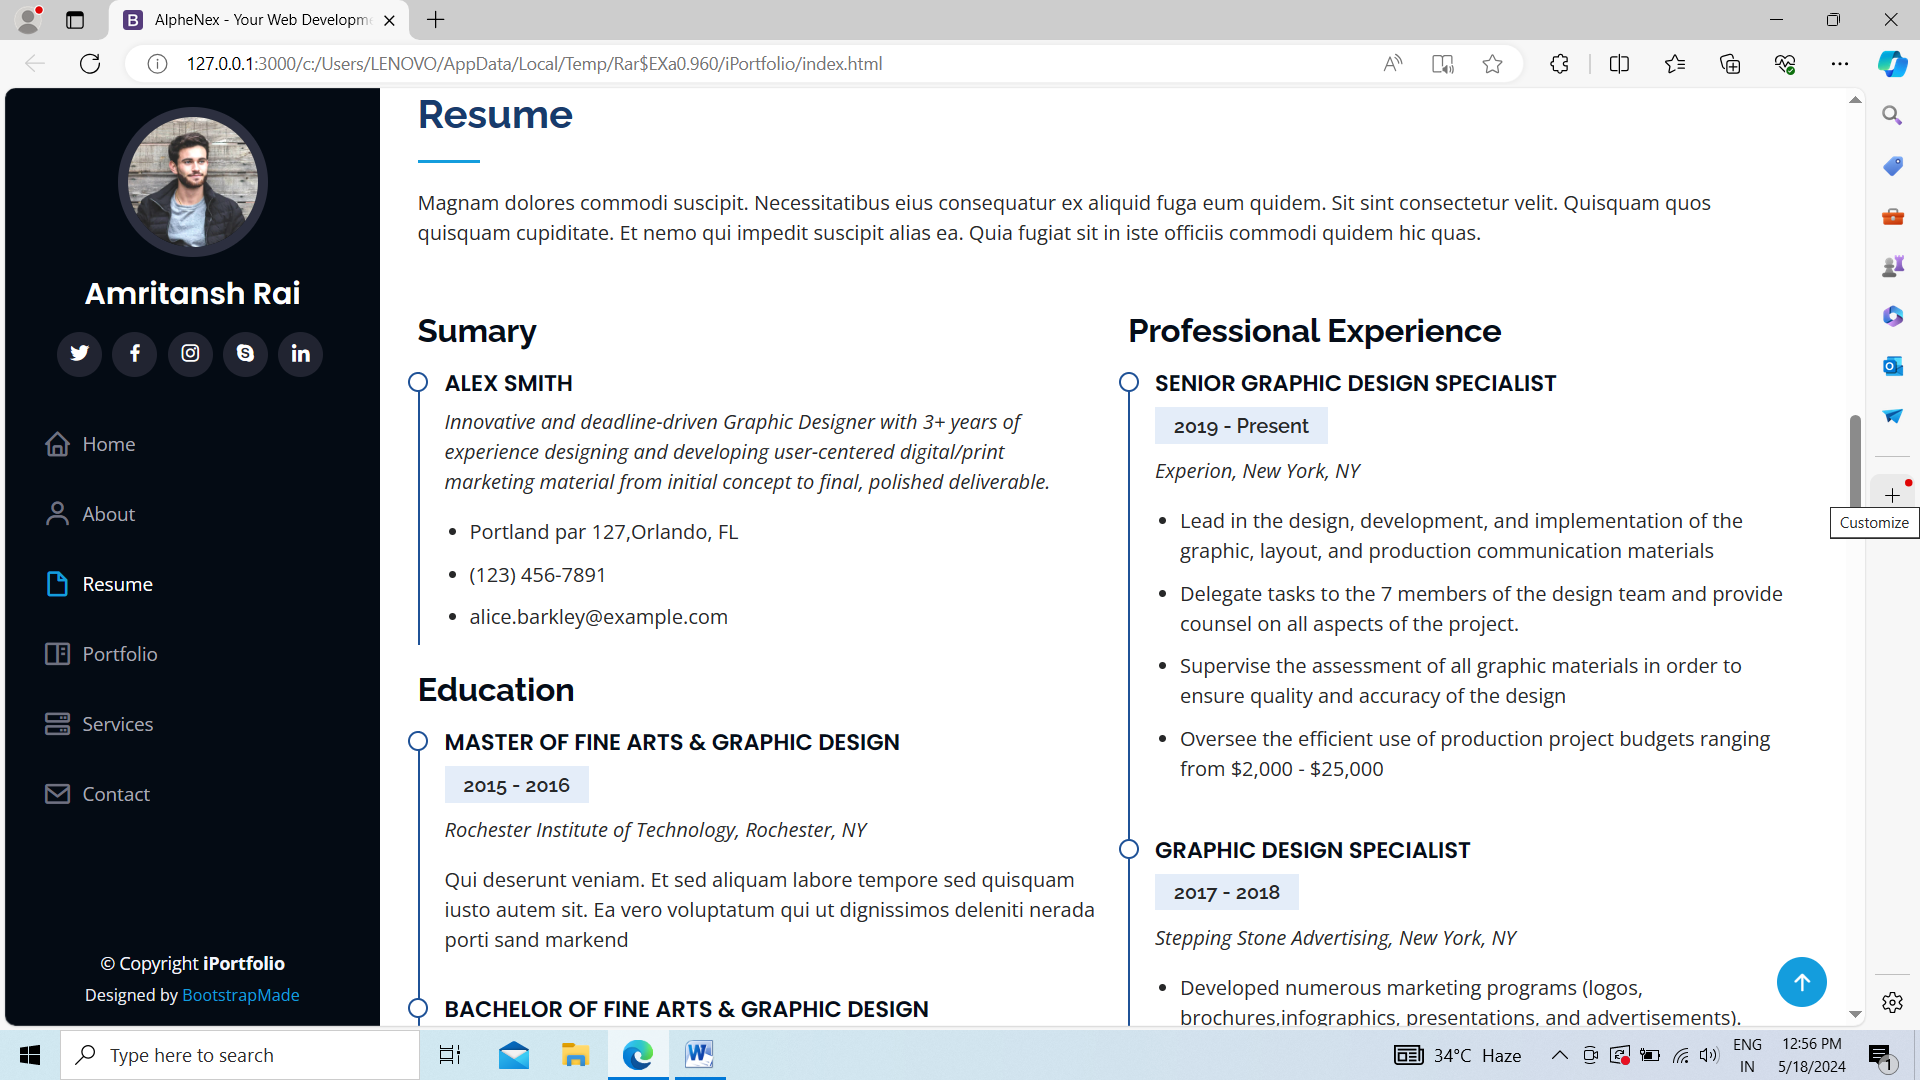 AlpheNex - Your Web Developme
127.0.0.1:3000/c:/Users/LENOVO/AppData/Local/Temp/Rar$EXa0.960/iPortfolio/index.html
Amritansh Rai
Home
About
Resume
Portfolio
Services
Contact
© Copyright iPortfolio
Designed by BootstrapMade
Resume
Magnam dolores commodi suscipit. Necessitatibus eius consequatur ex aliquid fuga eum quidem. Sit sint consectetur velit. Quisquam quos
quisquam cupiditate. Et nemo qui impedit suscipit alias ea. Quia fugiat sit in iste officiis commodi quidem hic quas.
Sumary
ALEX SMITH
Innovative and deadline-driven Graphic Designer with 3+ years of
experience designing and developing user-centered digital/print
marketing material from initial concept to final, polished deliverable.
Portland par 127,Orlando, FL
(123) 456-7891
alice.barkley@example.com
Education
MASTER OF FINE ARTS & GRAPHIC DESIGN
2015 - 2016
Rochester Institute of Technology, Rochester, NY
Qui deserunt veniam. Et sed aliquam labore tempore sed quisquam
iusto autem sit. Ea vero voluptatum qui ut dignissimos deleniti nerada
porti sand markend
BACHELOR OF FINE ARTS & GRAPHIC DESIGN
Professional Experience
SENIOR GRAPHIC DESIGN SPECIALIST
2019 - Present
Experion, New York, NY
Lead in the design, development, and implementation of the
graphic, layout, and production communication materials
Delegate tasks to the 7 members of the design team and provide
counsel on all aspects of the project.
Supervise the assessment of all graphic materials in order to
ensure quality and accuracy of the design
Oversee the efficient use of production project budgets ranging
from $2,000 - $25,000
GRAPHIC DESIGN SPECIALIST
2017 - 2018
Stepping Stone Advertising, New York, NY
Developed numerous marketing programs (logos,
brochures,infographics, presentations, and advertisements).
Customize
Type here to search
34°C Haze
ENG
IN
12:56 PM
5/18/2024
1